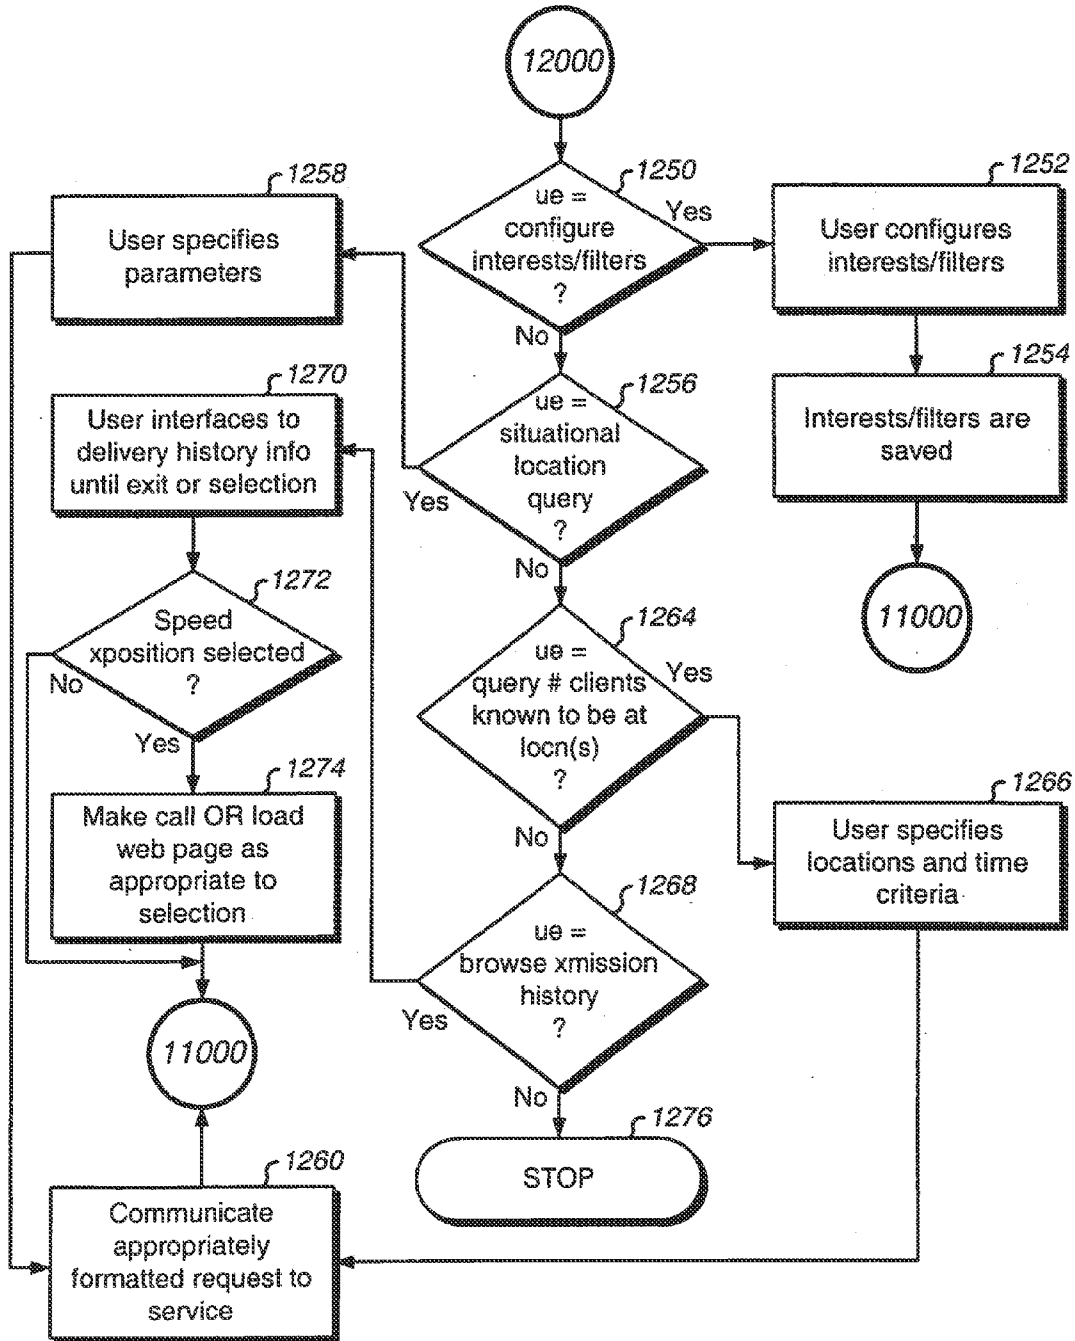 12000
1250
ue =
configure
interests/filters
?
Yes
No
1252
User configures
interests/filters
1254
Interests/filters are
saved
11000
1256
ue =
situational
location
query
?
Yes
No
1258
User specifies
parameters
1264
ue =
query # clients
known to be at
locn(s)
?
Yes
No
1266
User specifies
locations and time
criteria
1268
ue =
browse xmission
history
?
Yes
No
1270
User interfaces to
delivery history info
until exit or selection
1272
Speed
xposition selected
?
No
Yes
1274
Make call OR load
web page as
appropriate to
selection
11000
1260
Communicate
appropriately
formatted request to
service
1276
STOP